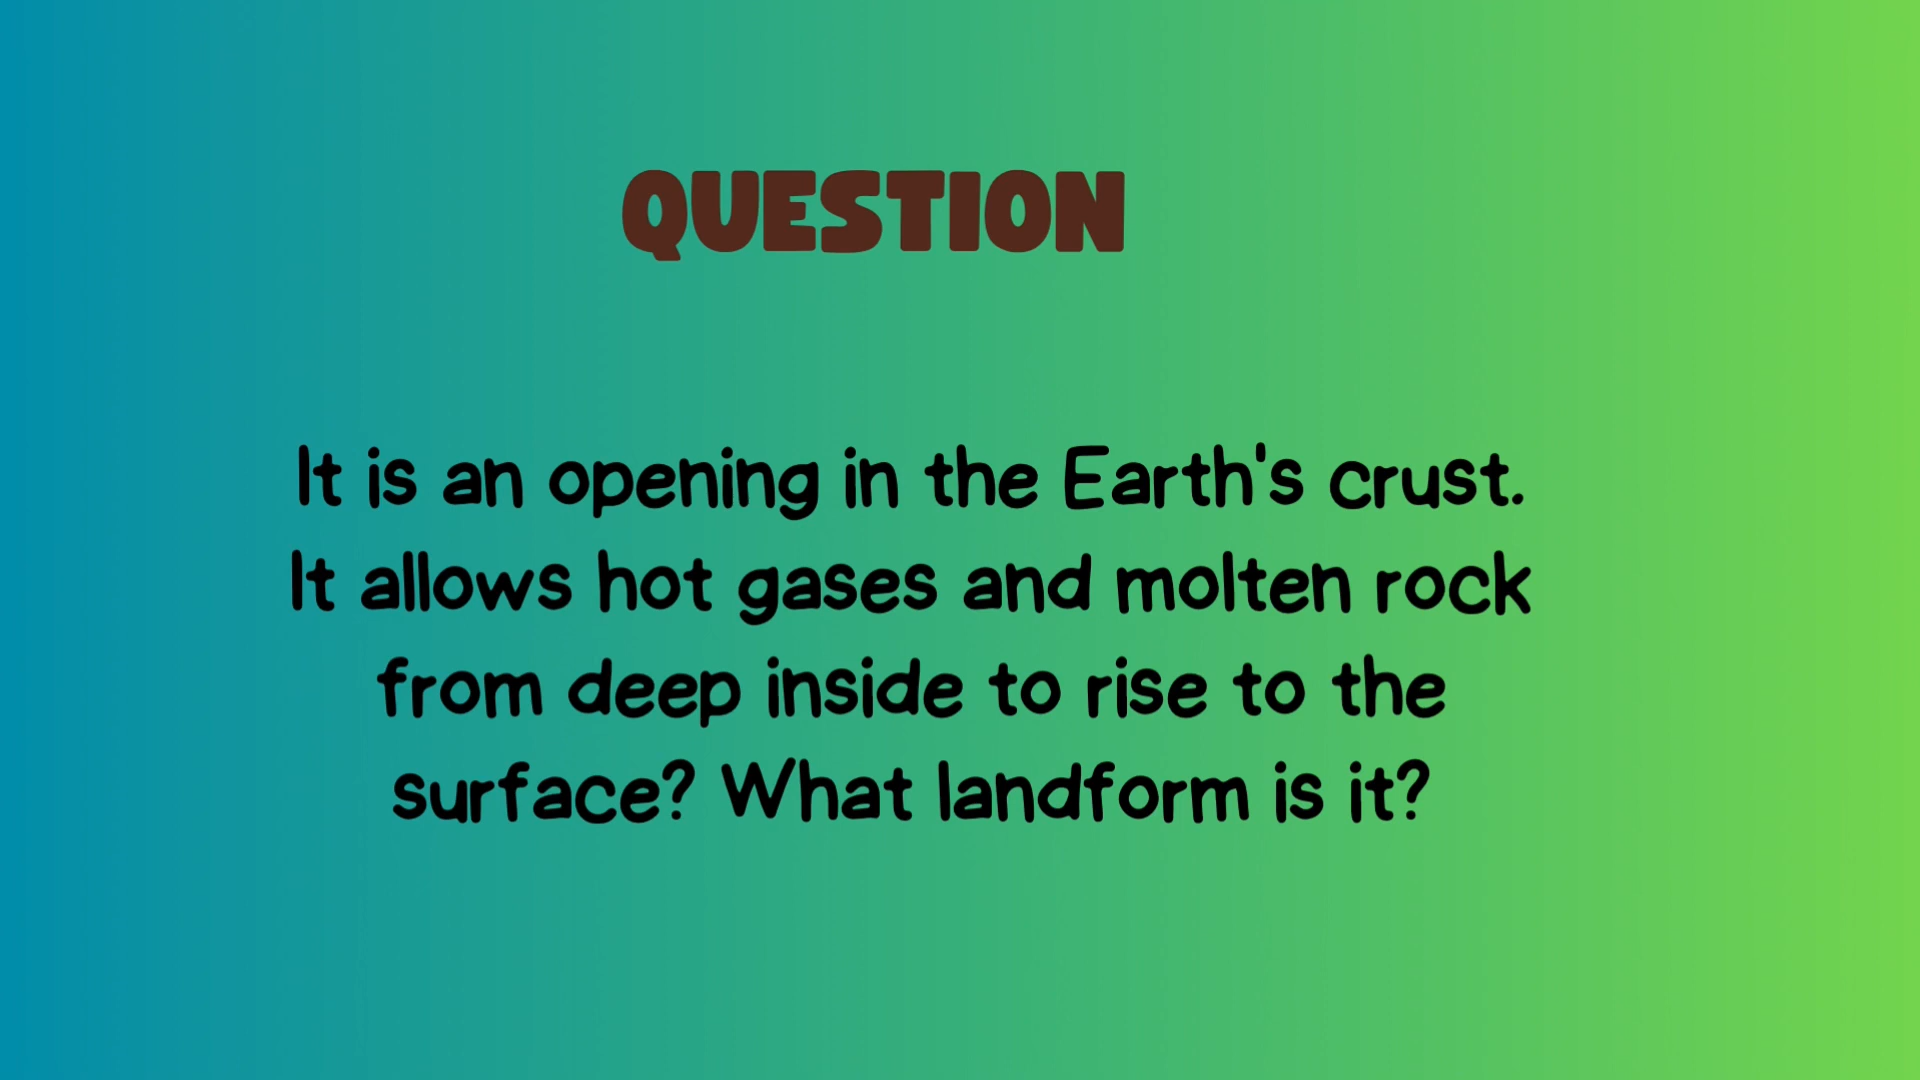 QUESTION
It is an opening in the Earth's crust.
It allows hot gases and molten rock
from deep inside to rise to the
surface? What landform is it?